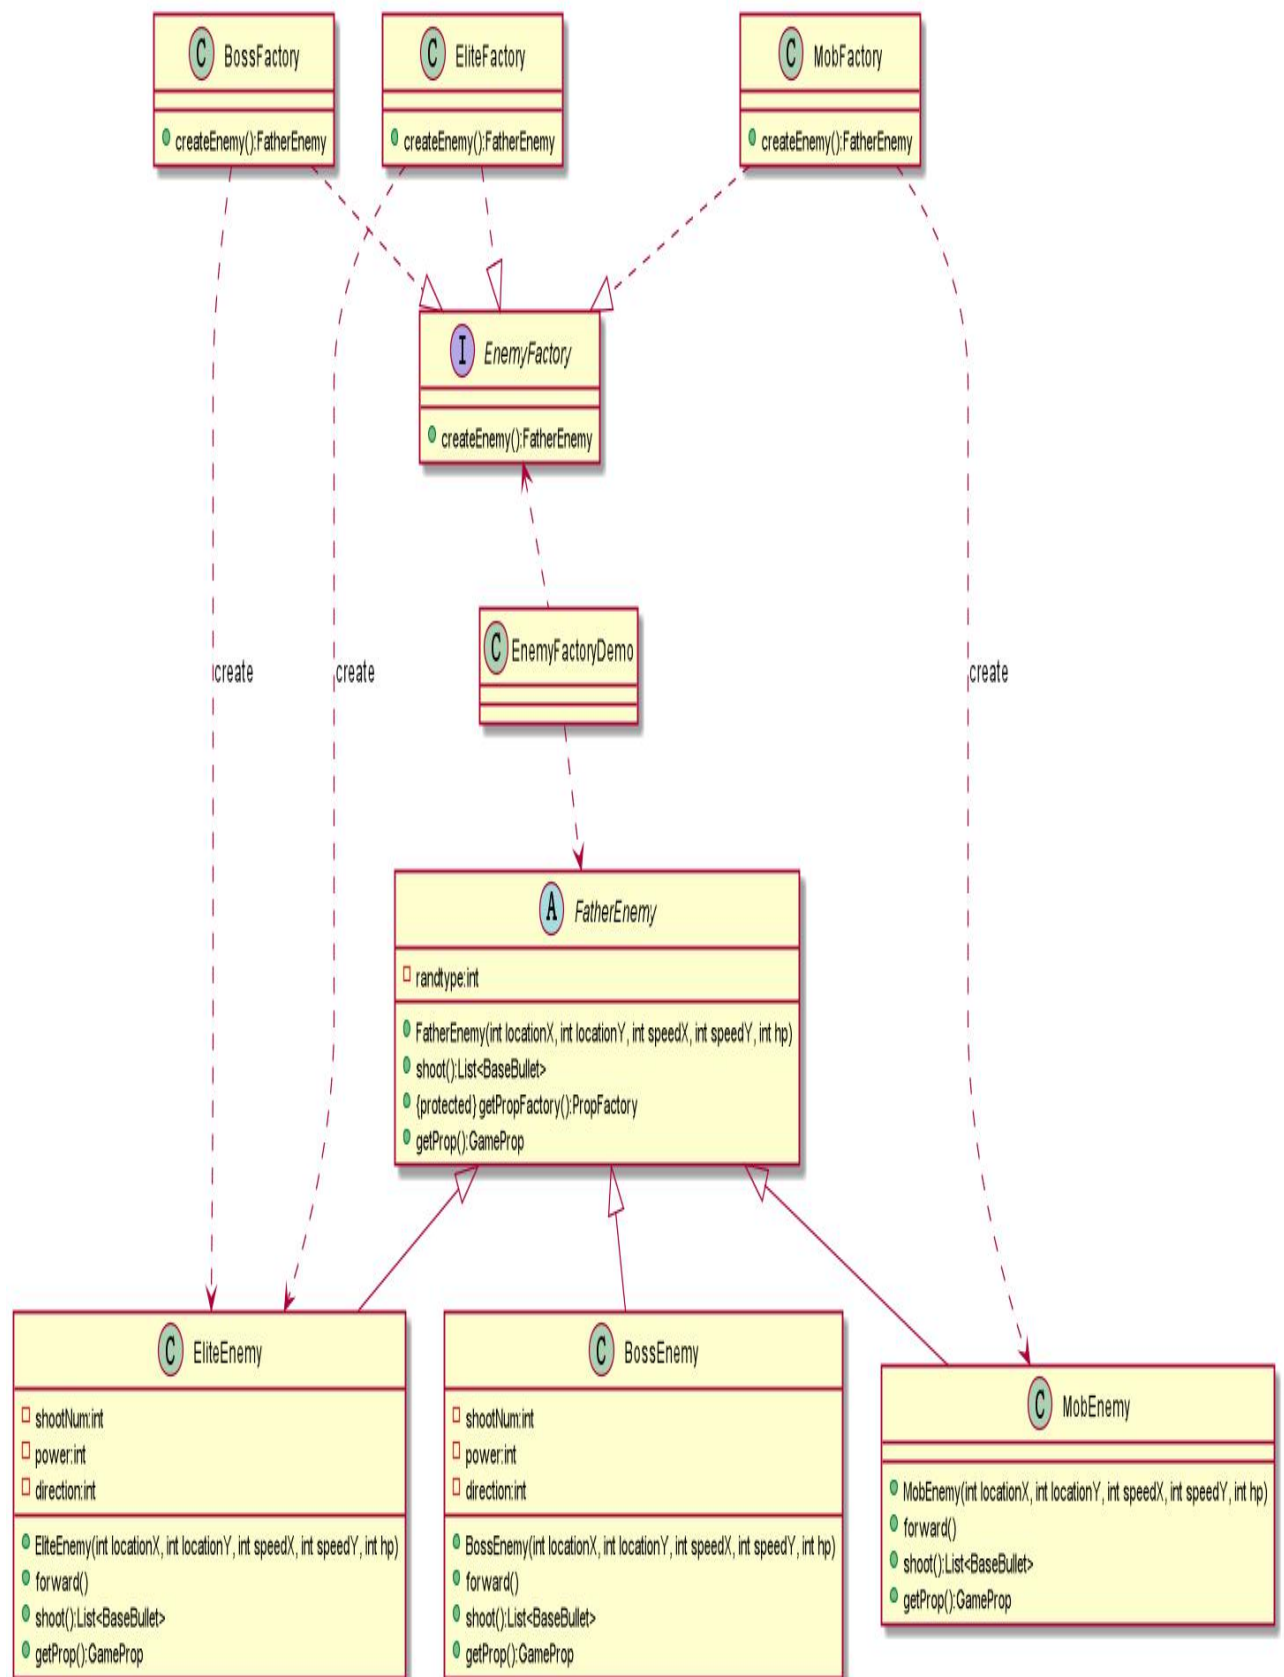 C BossFactory
createEnemy():FatherEnemy
C EliteFactory
createEnemy():FatherEnemy
C MobFactory
createEnemy():FatherEnemy
I EnemyFactory
createEnemy():FatherEnemy
C EnemyFactoryDemo
create
create
create
A FatherEnemy
randtype:int
FatherEnemy(int locationX, int locationY, int speedX, int speedY, int hp)
shoot():List<BaseBullet>
{protected} getPropFactory():PropFactory
getProp():GameProp
C EliteEnemy
shootNum:int
power:int
direction:int
EliteEnemy(int locationX, int locationY, int speedX, int speedY, int hp)
forward()
shoot():List<BaseBullet>
getProp():GameProp
C BossEnemy
shootNum:int
power:int
direction:int
BossEnemy(int locationX, int locationY, int speedX, int speedY, int hp)
forward()
shoot():List<BaseBullet>
getProp():GameProp
C MobEnemy
MobEnemy(int locationX, int locationY, int speedX, int speedY, int hp)
forward()
shoot():List<BaseBullet>
getProp():GameProp